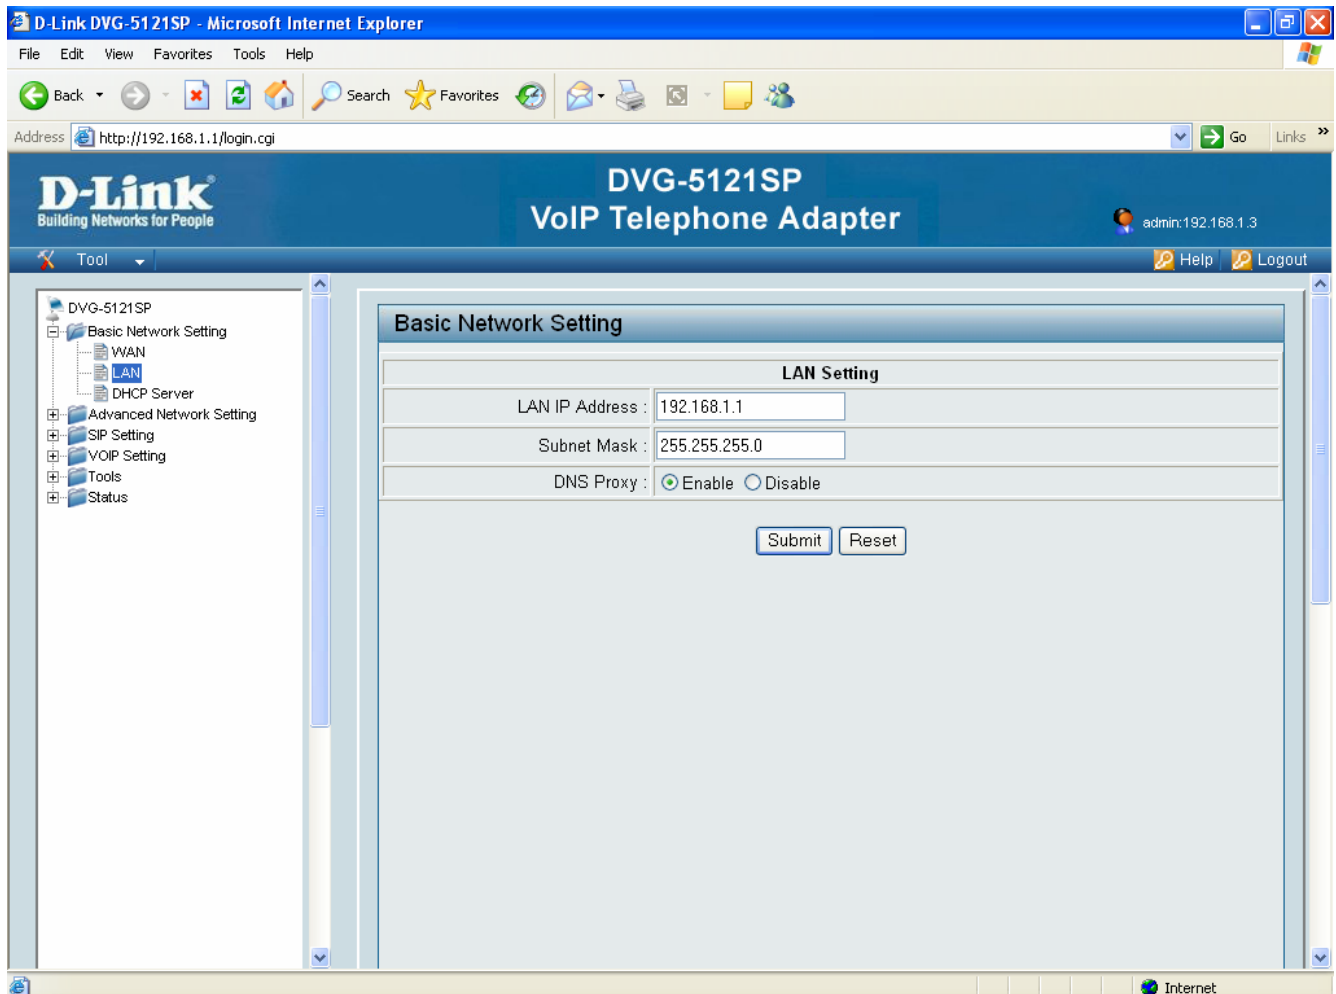 D-Link DVG-5121SP - Microsoft Internet Explorer
File Edit View Favorites Tools Help
Back Search Favorites
Address http://192.168.1.1/login.cgi Go Links »
D-Link®
Building Networks for People
DVG-5121SP
VoIP Telephone Adapter
admin:192.168.1.3
Tool Help Logout
DVG-5121SP
Basic Network Setting
WAN
LAN
DHCP Server
Advanced Network Setting
SIP Setting
VOIP Setting
Tools
Status
Basic Network Setting
LAN Setting
LAN IP Address : 192.168.1.1
Subnet Mask : 255.255.255.0
DNS Proxy : Enable Disable
Submit Reset
Internet